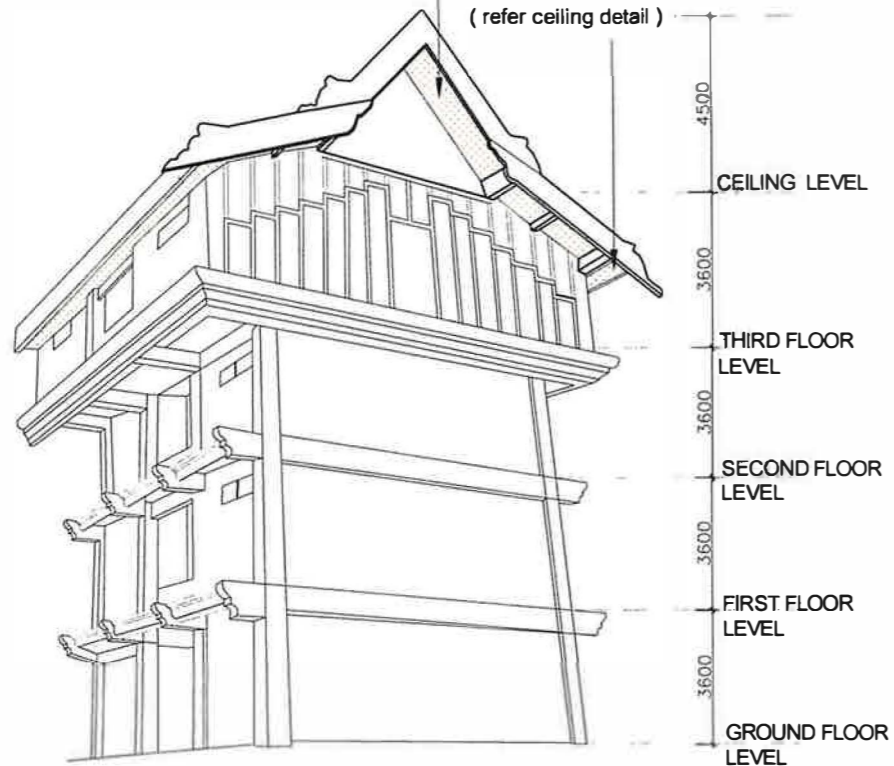 ( refer ceiling detail )
4500
CEILING LEVEL
3600
THIRD FLOOR
LEVEL
3600
SECOND FLOOR
LEVEL
3600
FIRST FLOOR
LEVEL
3600
GROUND FLOOR
LEVEL